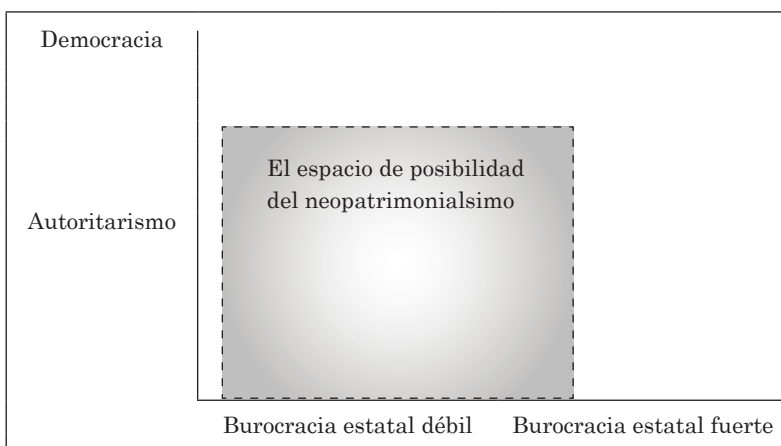 Democracia
El espacio de posibilidad
del neopatrimonialsimo
Autoritarismo
Burocracia estatal débil
Burocracia estatal fuerte